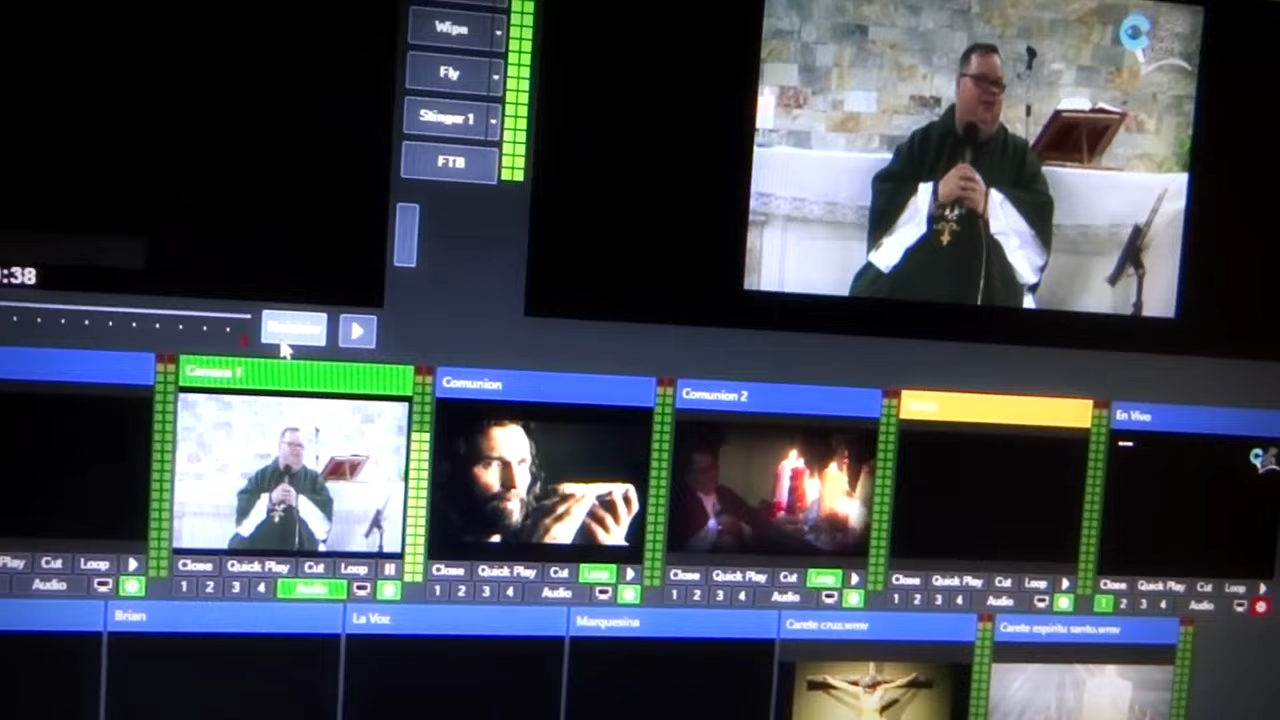 Wipe
Fly
Stinger 1
FTB
:38
Camara 1
Comunion
Comunion 2
En Vivo
Play Cut Loop
Audio
Close Quick Play Cut Loop
1 2 3 4 Audio
Close Quick Play Cut Loop
1 2 3 4 Audio
Close Quick Play Cut Loop
1 2 3 4 Audio
Close Quick Play Cut Loop
1 2 3 4 Audio
Close Quick Play Cut Loop
1 2 3 4 Audio
Brian
La Voz
Marquesina
Carete cruz.wmv
Carete espiritu santo.wmv